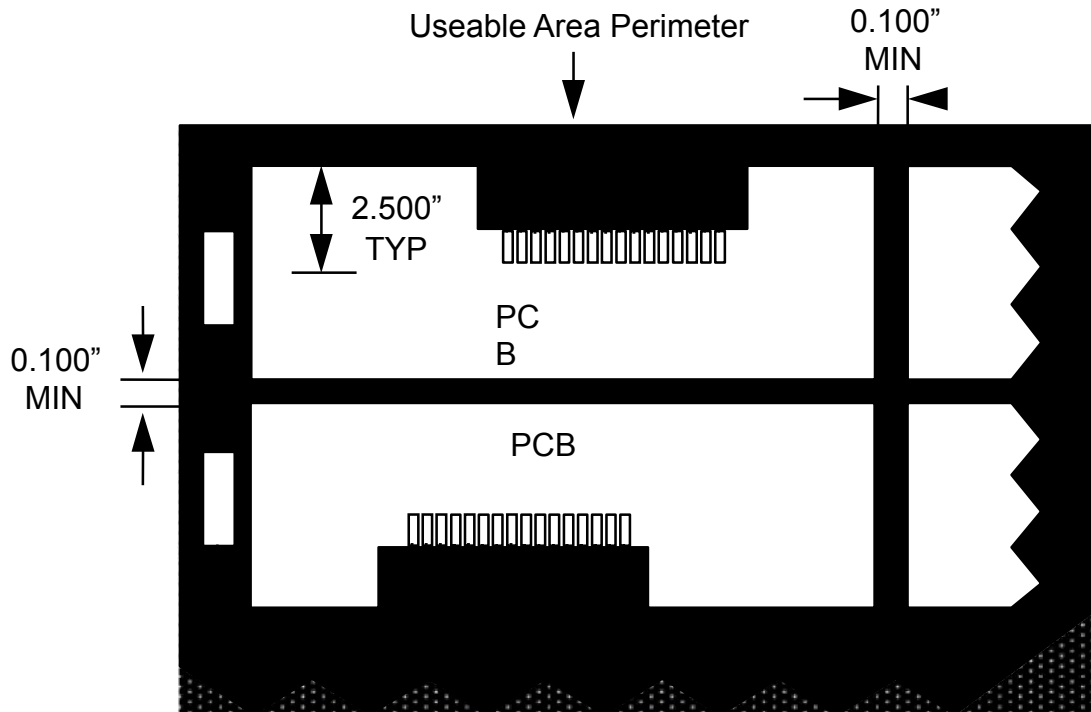 Useable Area Perimeter
0.100”
MIN
2.500”
TYP
PC
B
0.100”
MIN
PCB